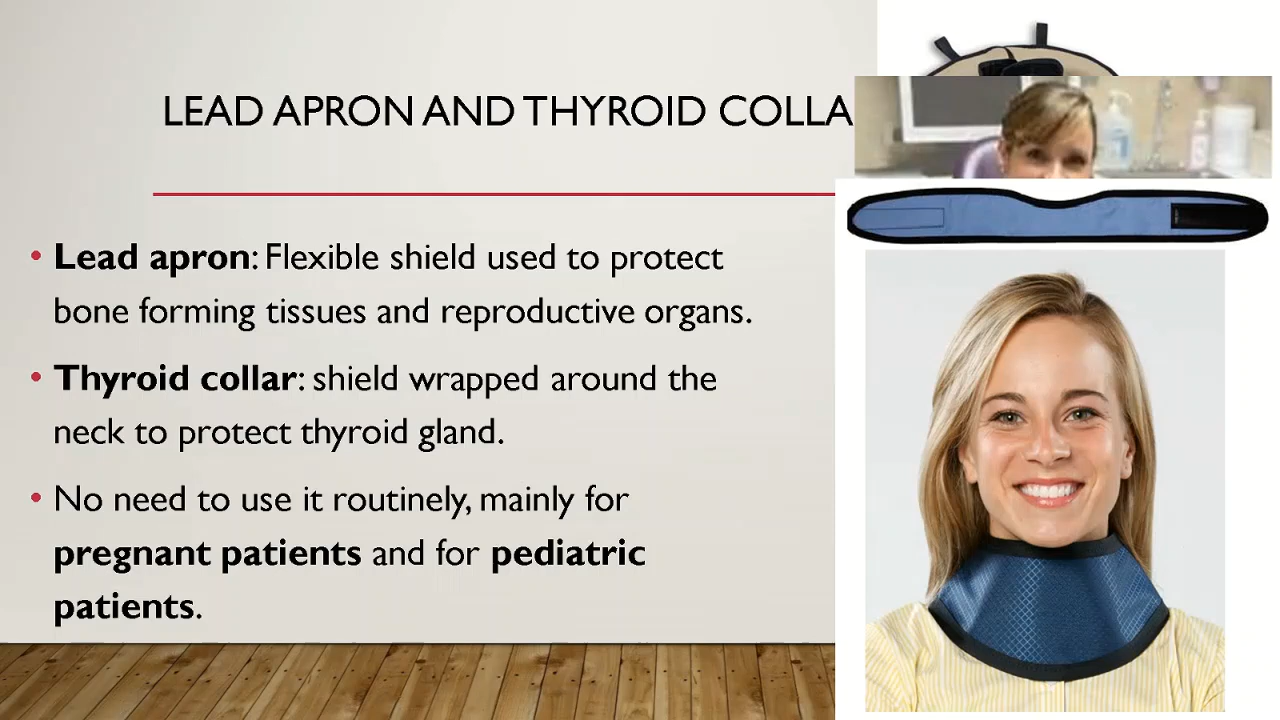 LEAD APRON AND THYROID COLLA
• Lead apron: Flexible shield used to protect
bone forming tissues and reproductive organs.
• Thyroid collar: shield wrapped around the
neck to protect thyroid gland.
• No need to use it routinely, mainly for
pregnant patients and for pediatric
patients.